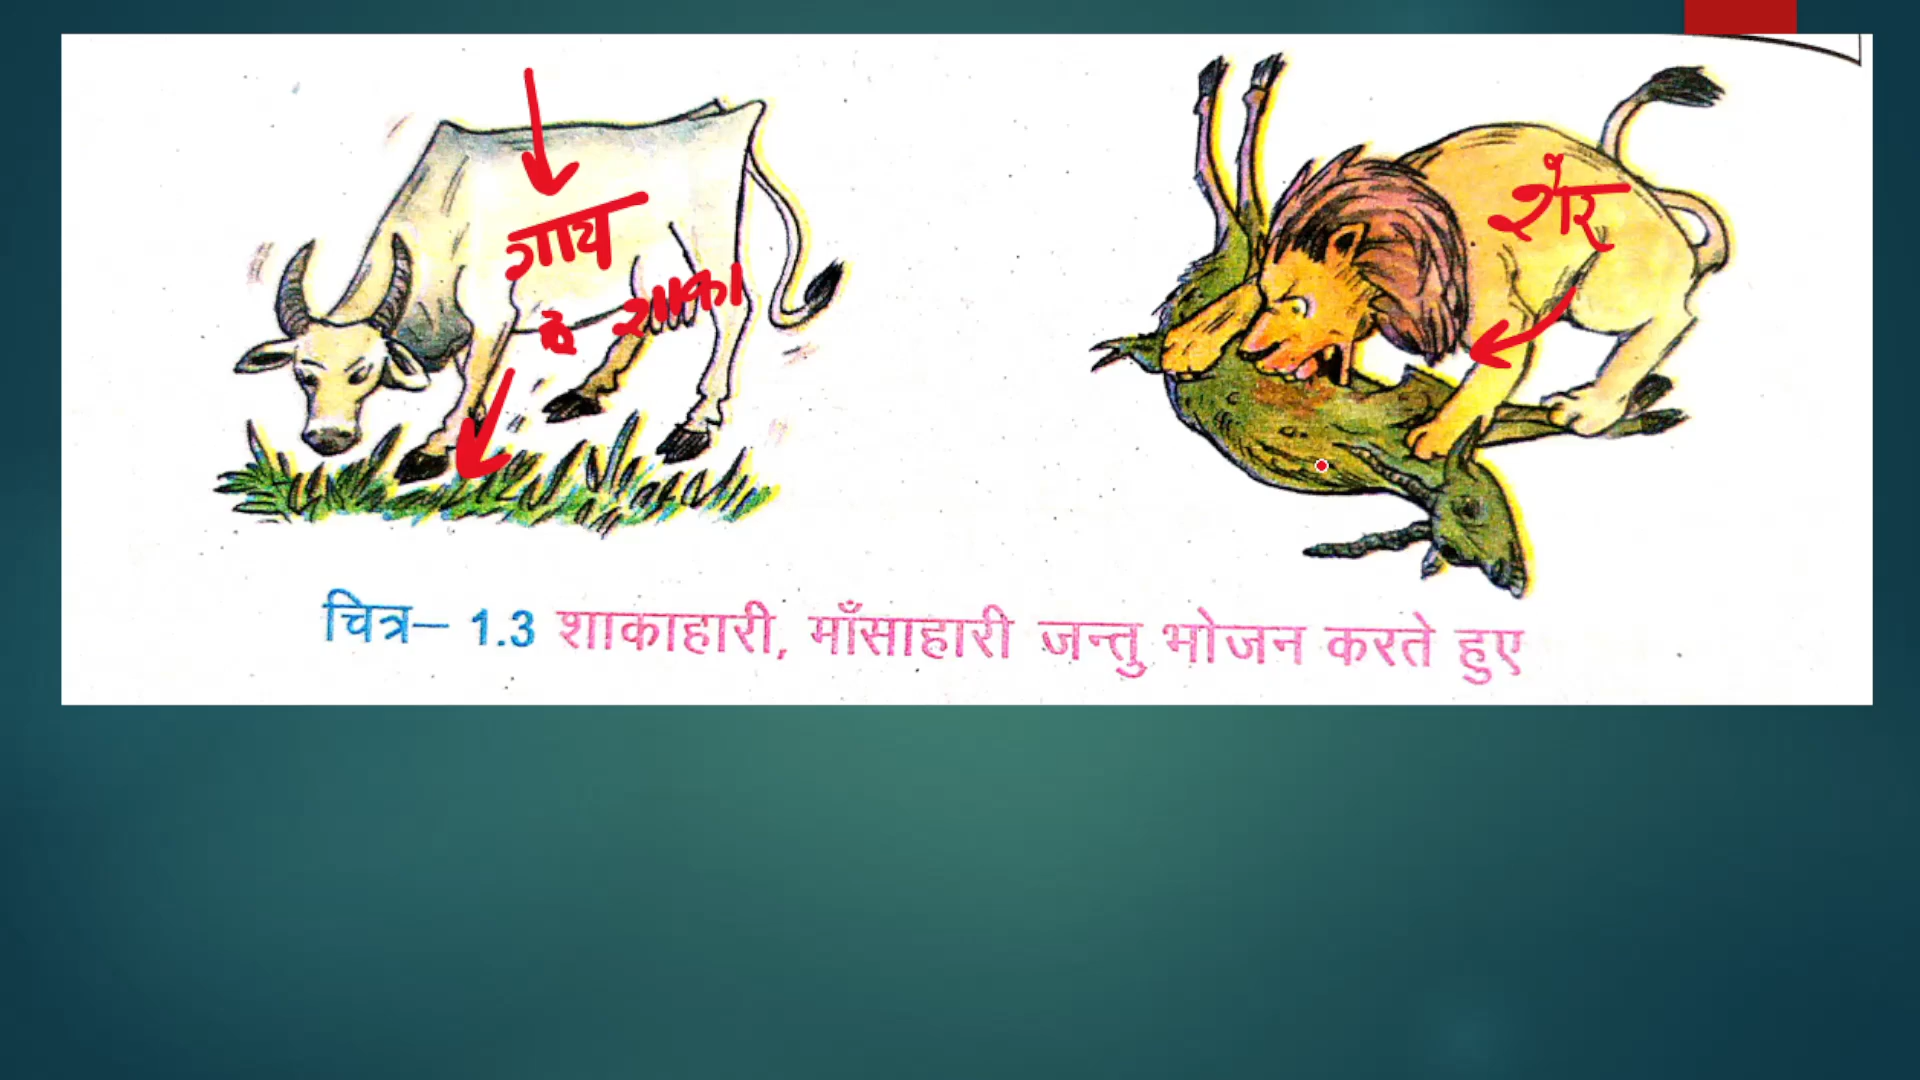 गाय
शाका
शेर
चित्र– 1.3 शाकाहारी, माँसाहारी जन्तु भोजन करते हुए